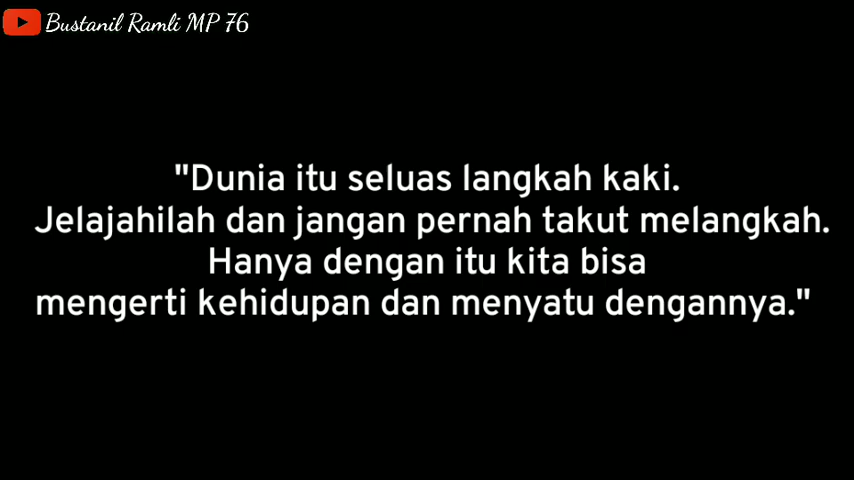 Bustanil Ramli MP 76
"Dunia itu seluas langkah kaki.
Jelajahilah dan jangan pernah takut melangkah.
Hanya dengan itu kita bisa
mengerti kehidupan dan menyatu dengannya."